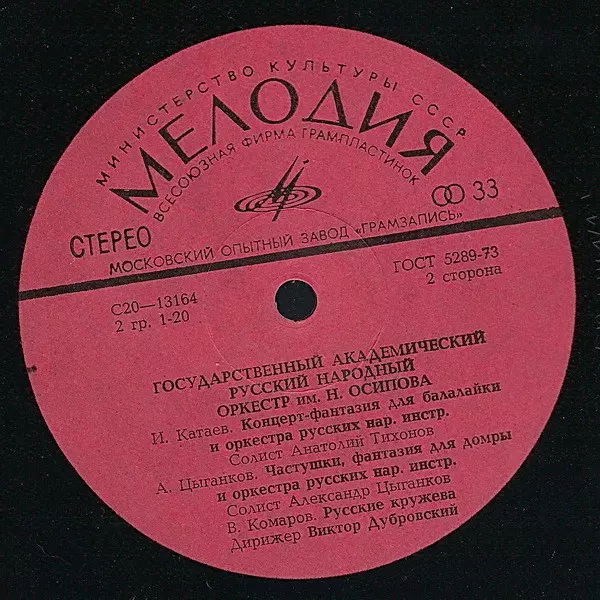 МИНИСТЕРСТВО КУЛЬТУРЫ СССР
МЕЛОДИЯ
ВСЕСОЮЗНАЯ ФИРМА ГРАМПЛАСТИНОК
СТЕРЕО
33
МОСКОВСКИЙ ОПЫТНЫЙ ЗАВОД «ГРАМЗАПИСЬ»
С20—13164
2 гр. 1-20
ГОСТ 5289-73
2 сторона
ГОСУДАРСТВЕННЫЙ АКАДЕМИЧЕСКИЙ
РУССКИЙ НАРОДНЫЙ
ОРКЕСТР им. Н. ОСИПОВА
И. Катаев. Концерт-фантазия для балалайки
и оркестра русских нар. инстр.
Солист Анатолий Тихонов
А. Цыганков. Частушки, фантазия для домры
и оркестра русских нар. инстр.
Солист Александр Цыганков
В. Комаров. Русские кружева
Дирижер Виктор Дубровский